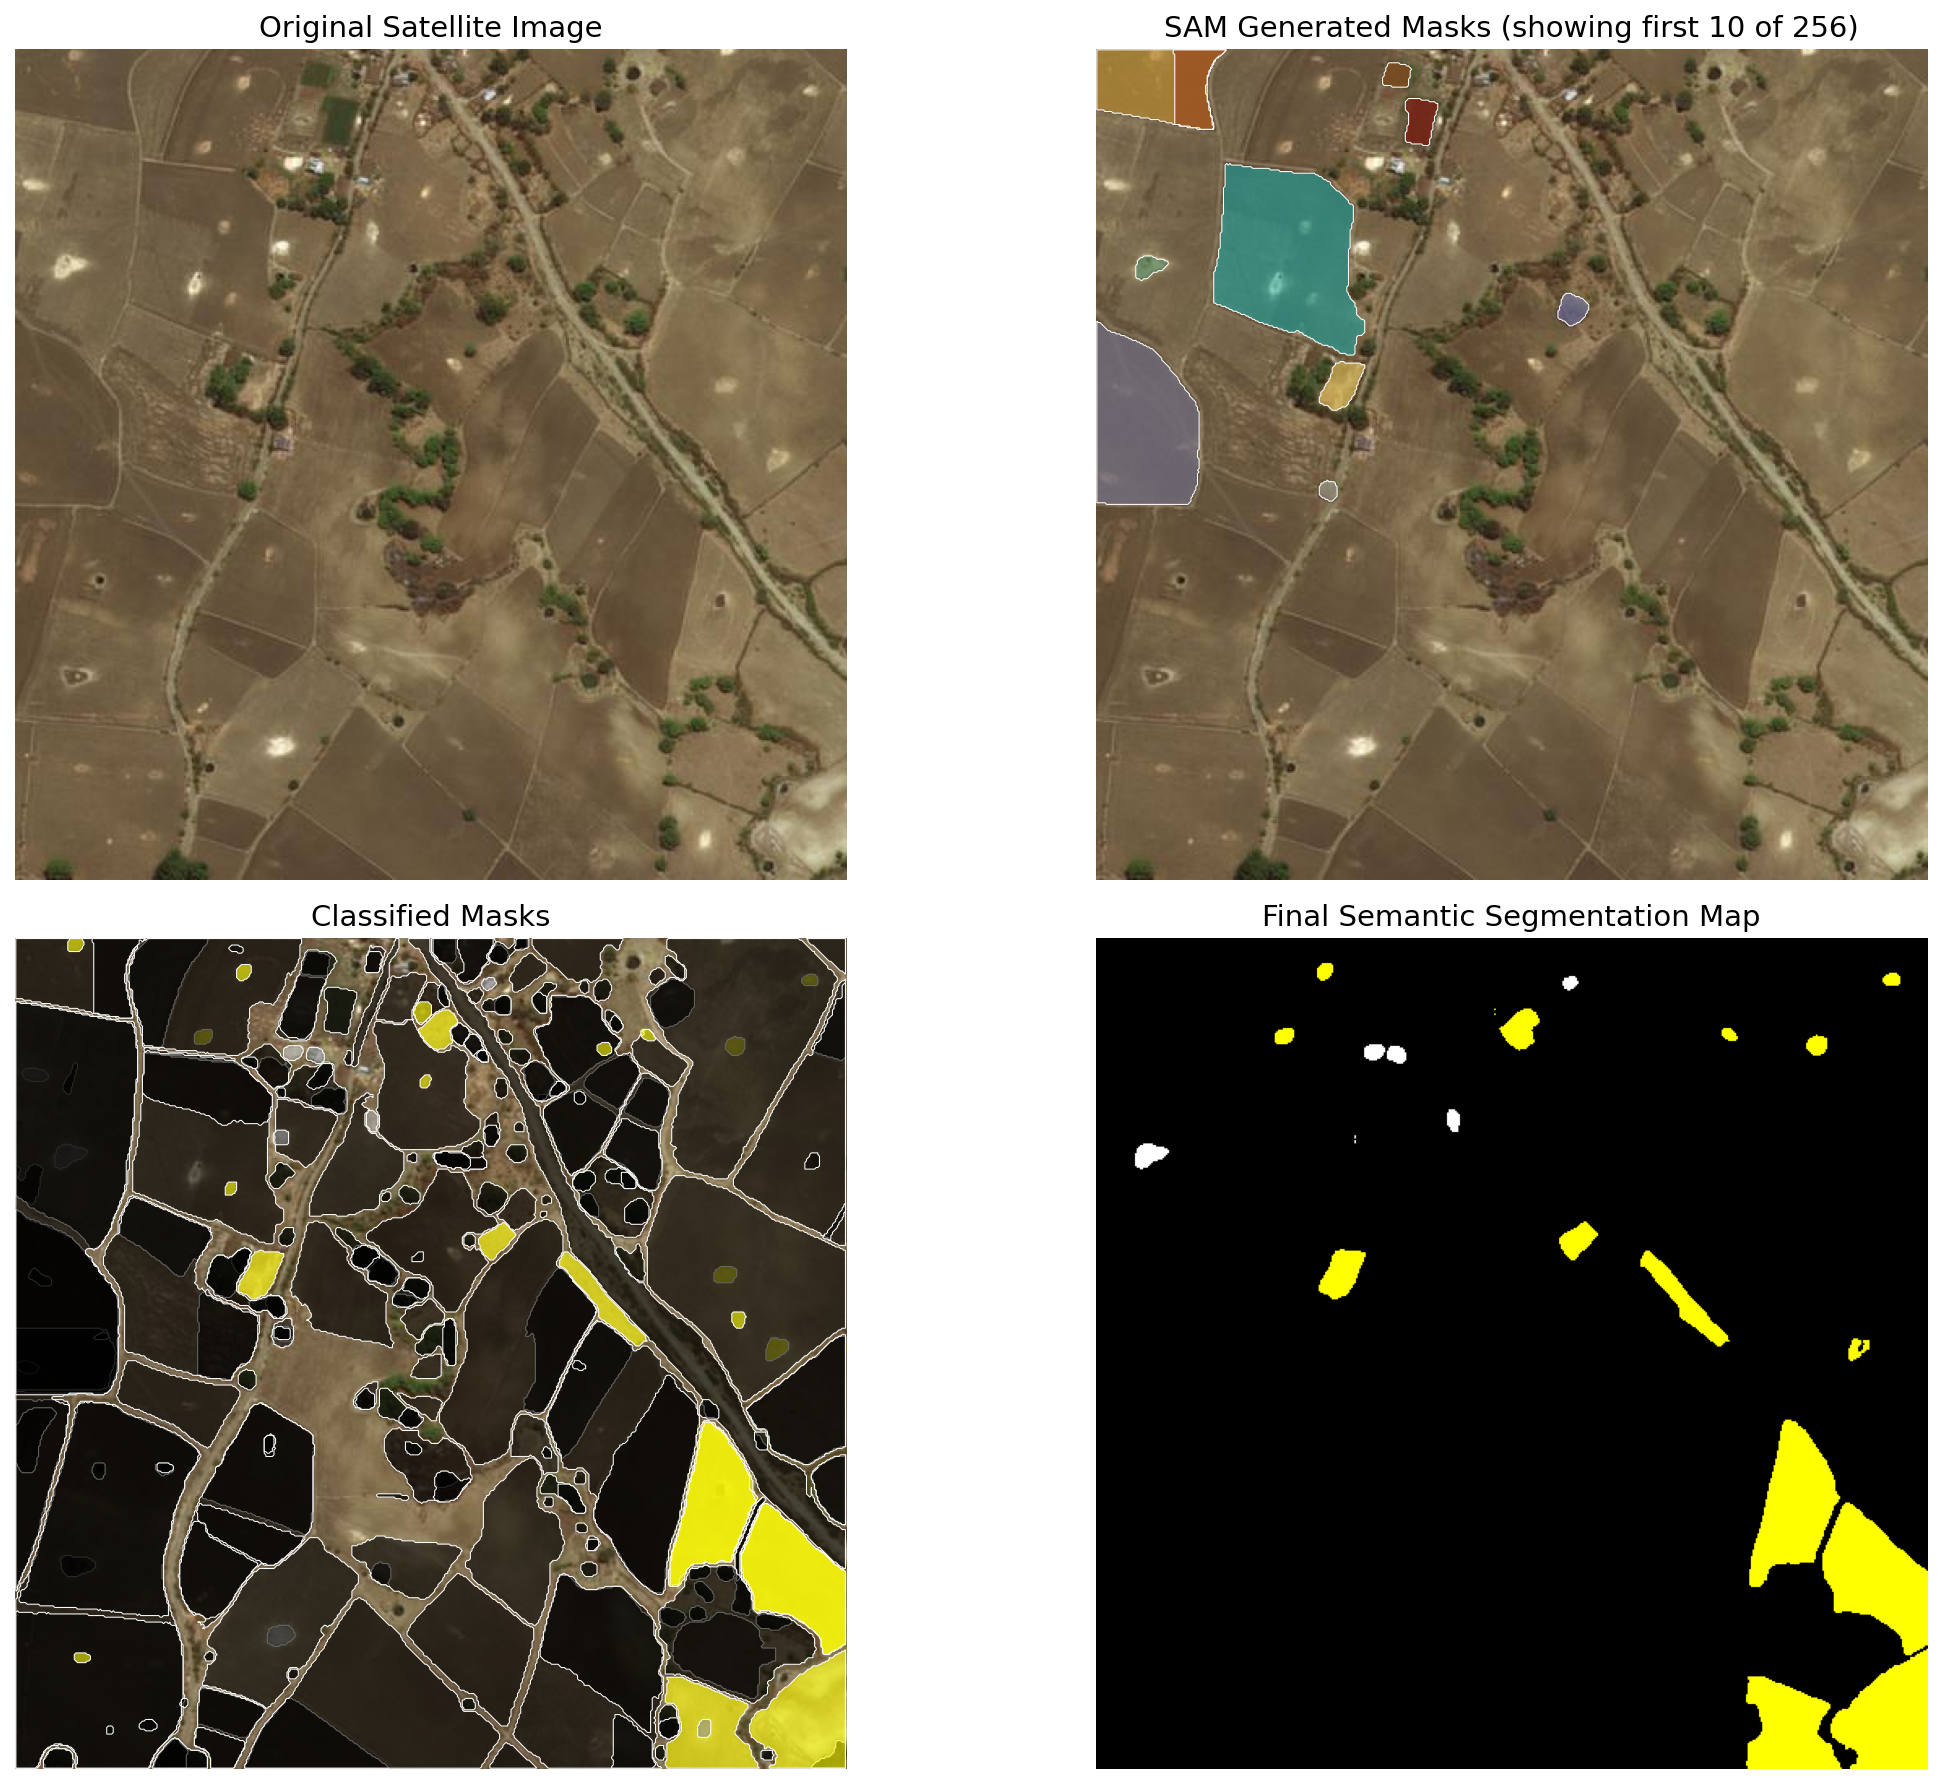 Original Satellite Image
SAM Generated Masks (showing first 10 of 256)
Classified Masks
Final Semantic Segmentation Map